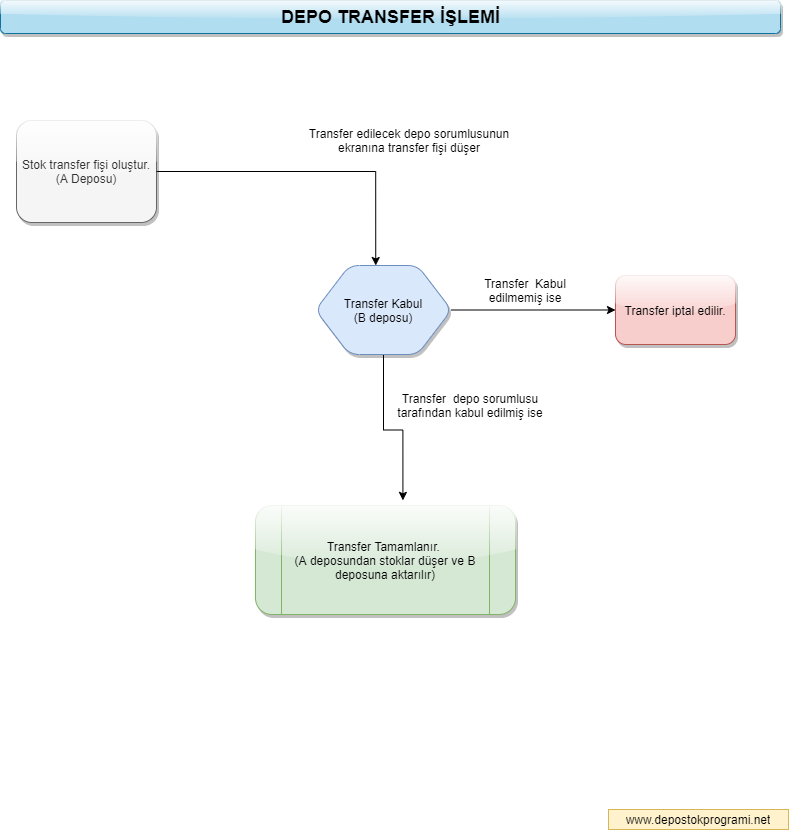 DEPO TRANSFER İŞLEMİ
Transfer edilecek depo sorumlusunun
ekranına transfer fişi düşer
Stok transfer fişi oluştur.
(A Deposu)
Transfer Kabul
(B deposu)
Transfer Kabul
edilmemiş ise
Transfer iptal edilir.
Transfer depo sorumlusu
tarafından kabul edilmiş ise
Transfer Tamamlanır.
(A deposundan stoklar düşer ve B
deposuna aktarılır)
www.depostokprogrami.net